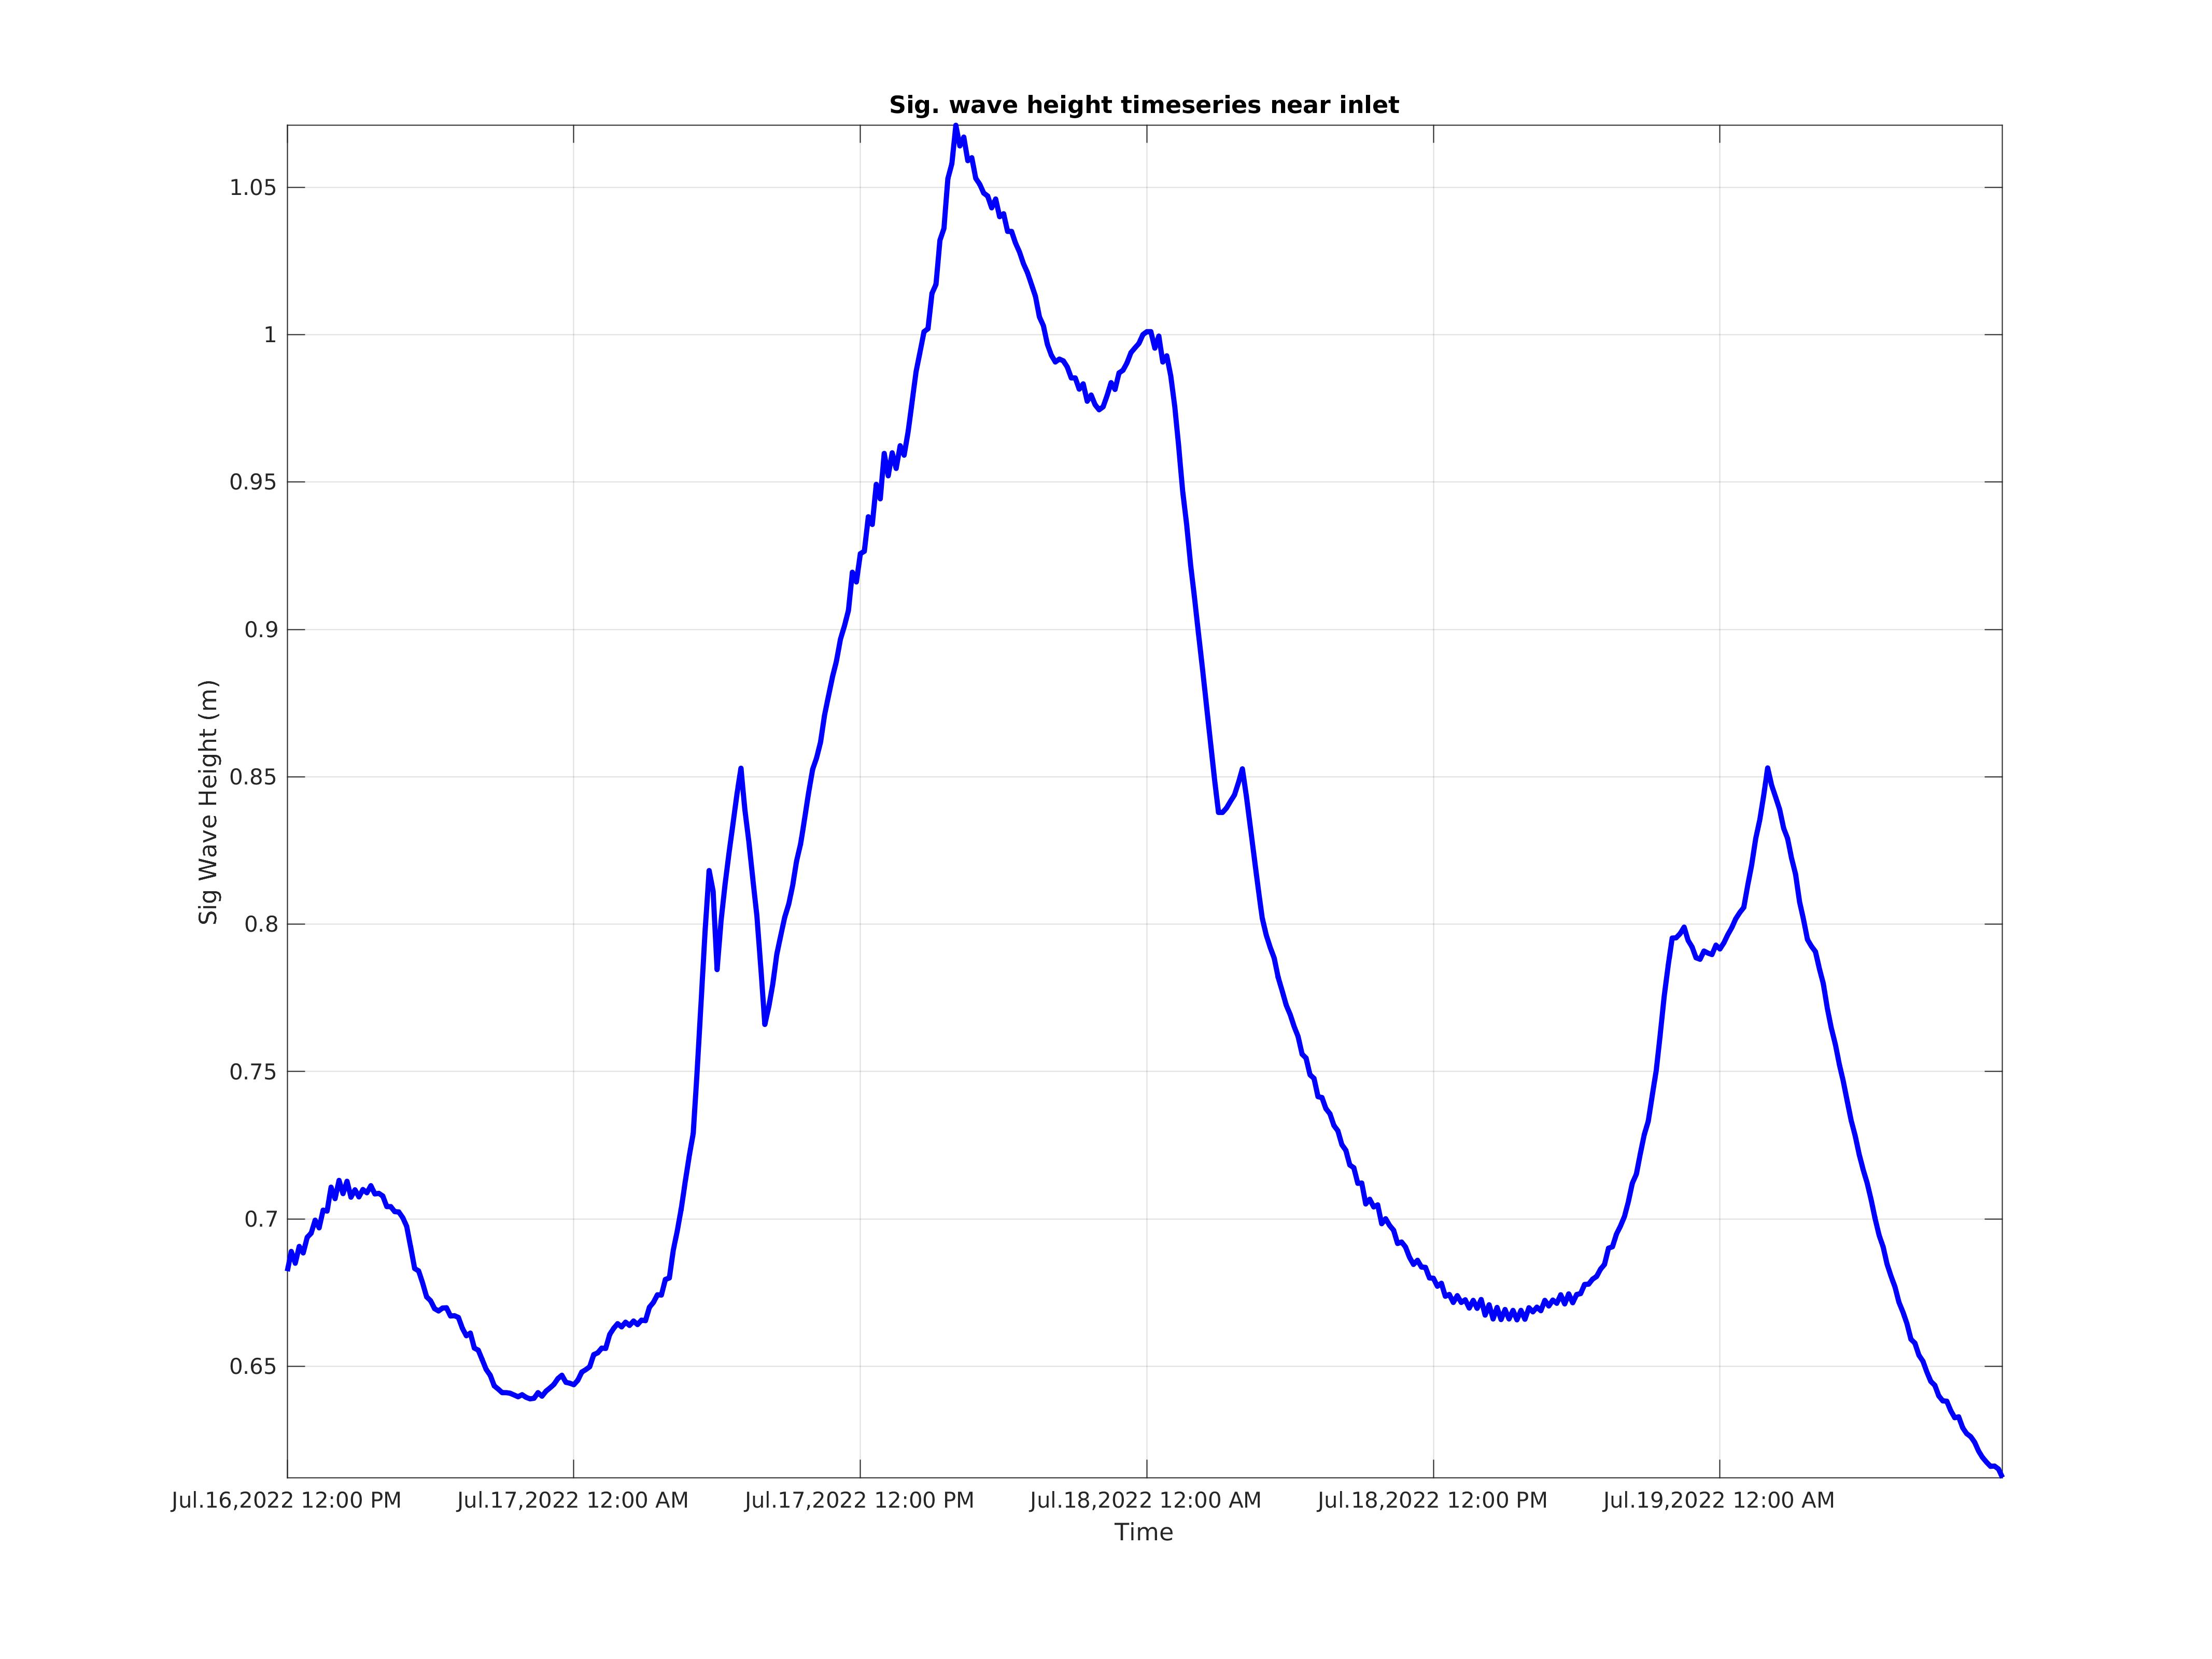 Sig. wave height timeseries near inlet
1.05
1
0.95
0.9
0.85
0.8
0.75
0.7
0.65
Sig Wave Height (m)
Jul.16,2022 12:00 PM
Jul.17,2022 12:00 AM
Jul.17,2022 12:00 PM
Jul.18,2022 12:00 AM
Jul.18,2022 12:00 PM
Jul.19,2022 12:00 AM
Time